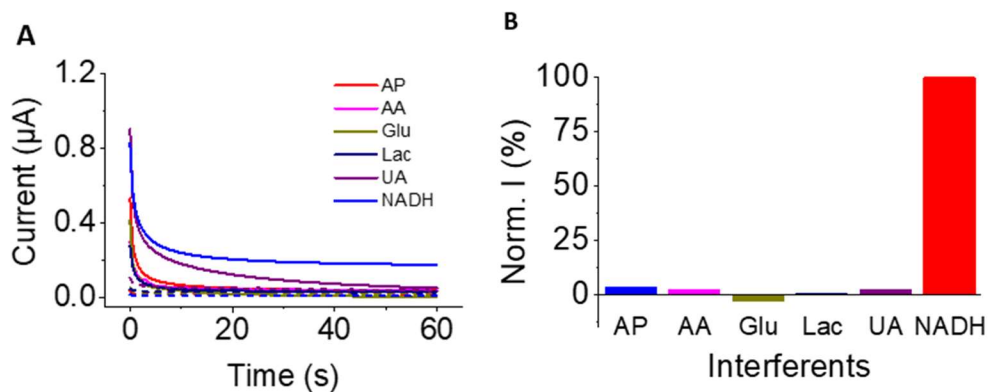 A
Current (µA)
1.2
0.8
0.4
0.0
AP
AA
Glu
Lac
UA
NADH
0 20 40 60
Time (s)
B
Norm. I (%)
100
75
50
25
0
AP AA Glu Lac UA NADH
Interferents